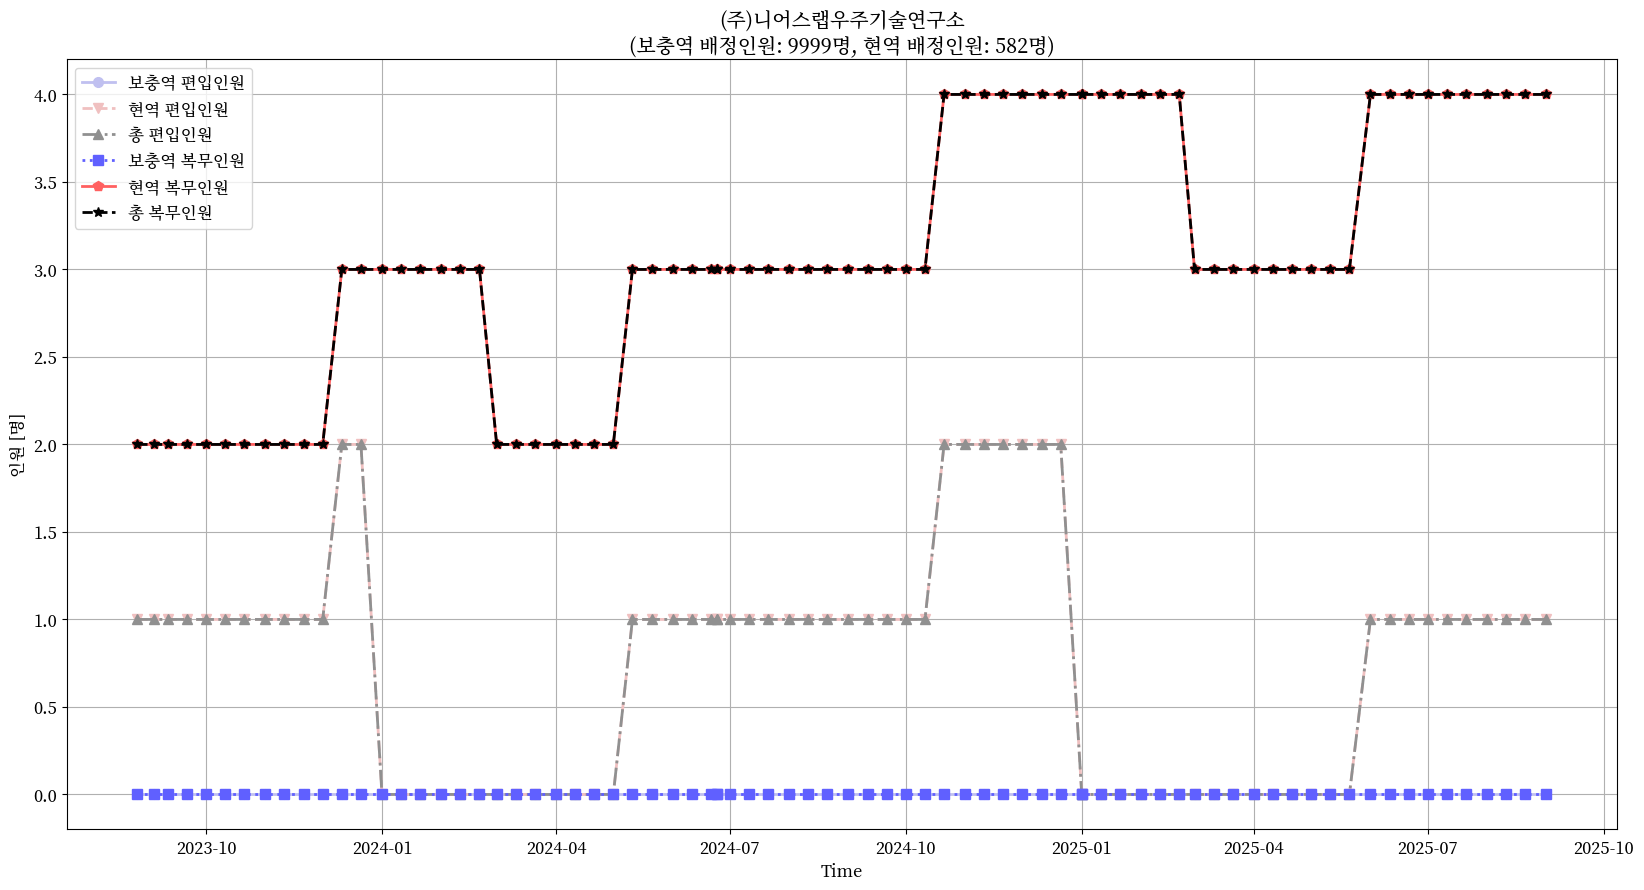 (주)니어스랩우주기술연구소
(보충역 배정인원: 9999명, 현역 배정인원: 582명)
보충역 편입인원
현역 편입인원
총 편입인원
보충역 복무인원
현역 복무인원
총 복무인원
4.0
3.5
3.0
2.5
2.0
1.5
1.0
0.5
0.0
인원 [명]
2023-10 2024-01 2024-04 2024-07 2024-10 2025-01 2025-04 2025-07 2025-10
Time